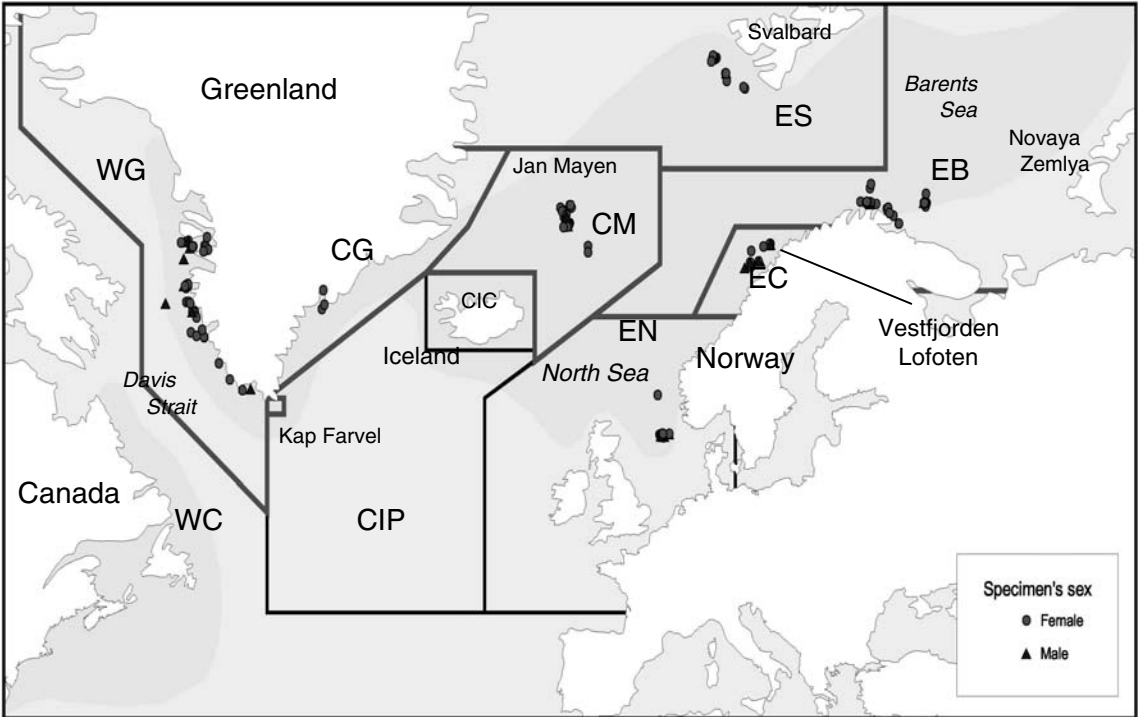 Svalbard
Greenland
Barents
Sea
ES
Novaya
Zemlya
WG
Jan Mayen
EB
CM
CG
EC
CIC
Vestfjorden
Lofoten
EN
Iceland
Norway
North Sea
Davis
Strait
Kap Farvel
Canada
WC
CIP
Specimen's sex
Female
Male